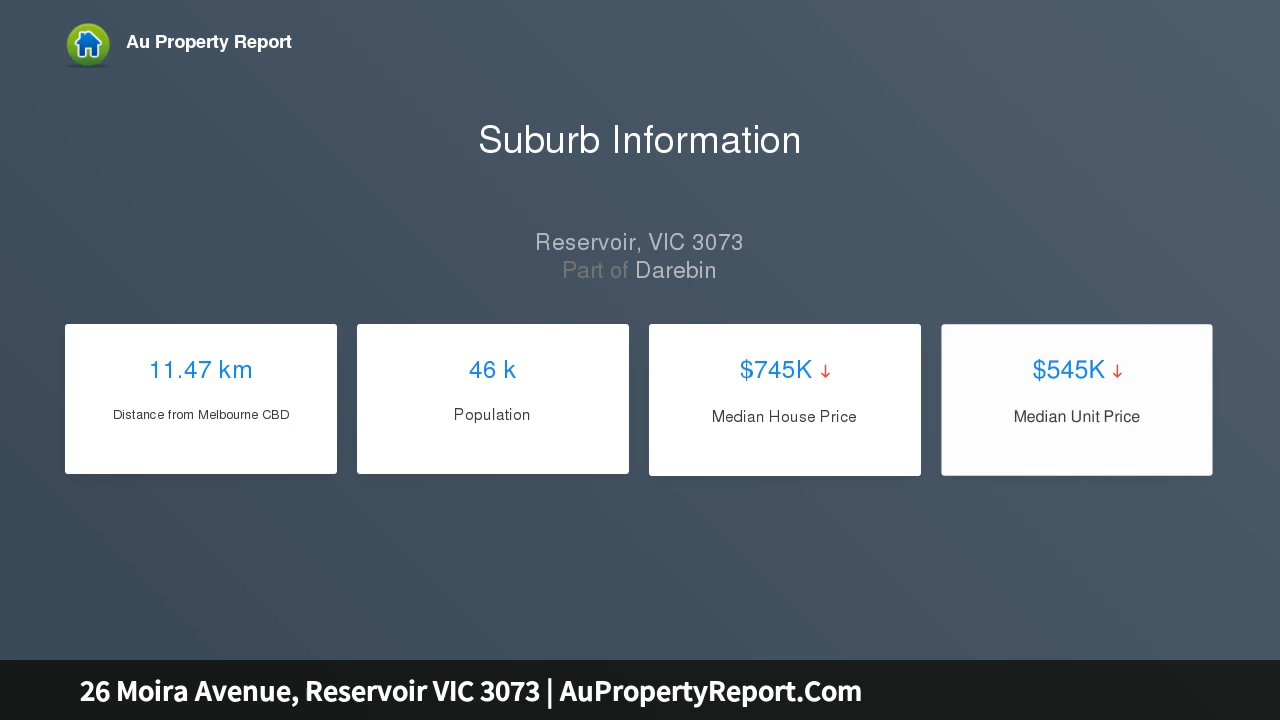 Au Property Report
Suburb Information
Reservoir, VIC 3073
Part of Darebin
11.47 km
Distance from Melbourne CBD
46 k
Population
$745K ↓
Median House Price
$545K ↓
Median Unit Price
26 Moira Avenue, Reservoir VIC 3073 | AuPropertyReport.Com